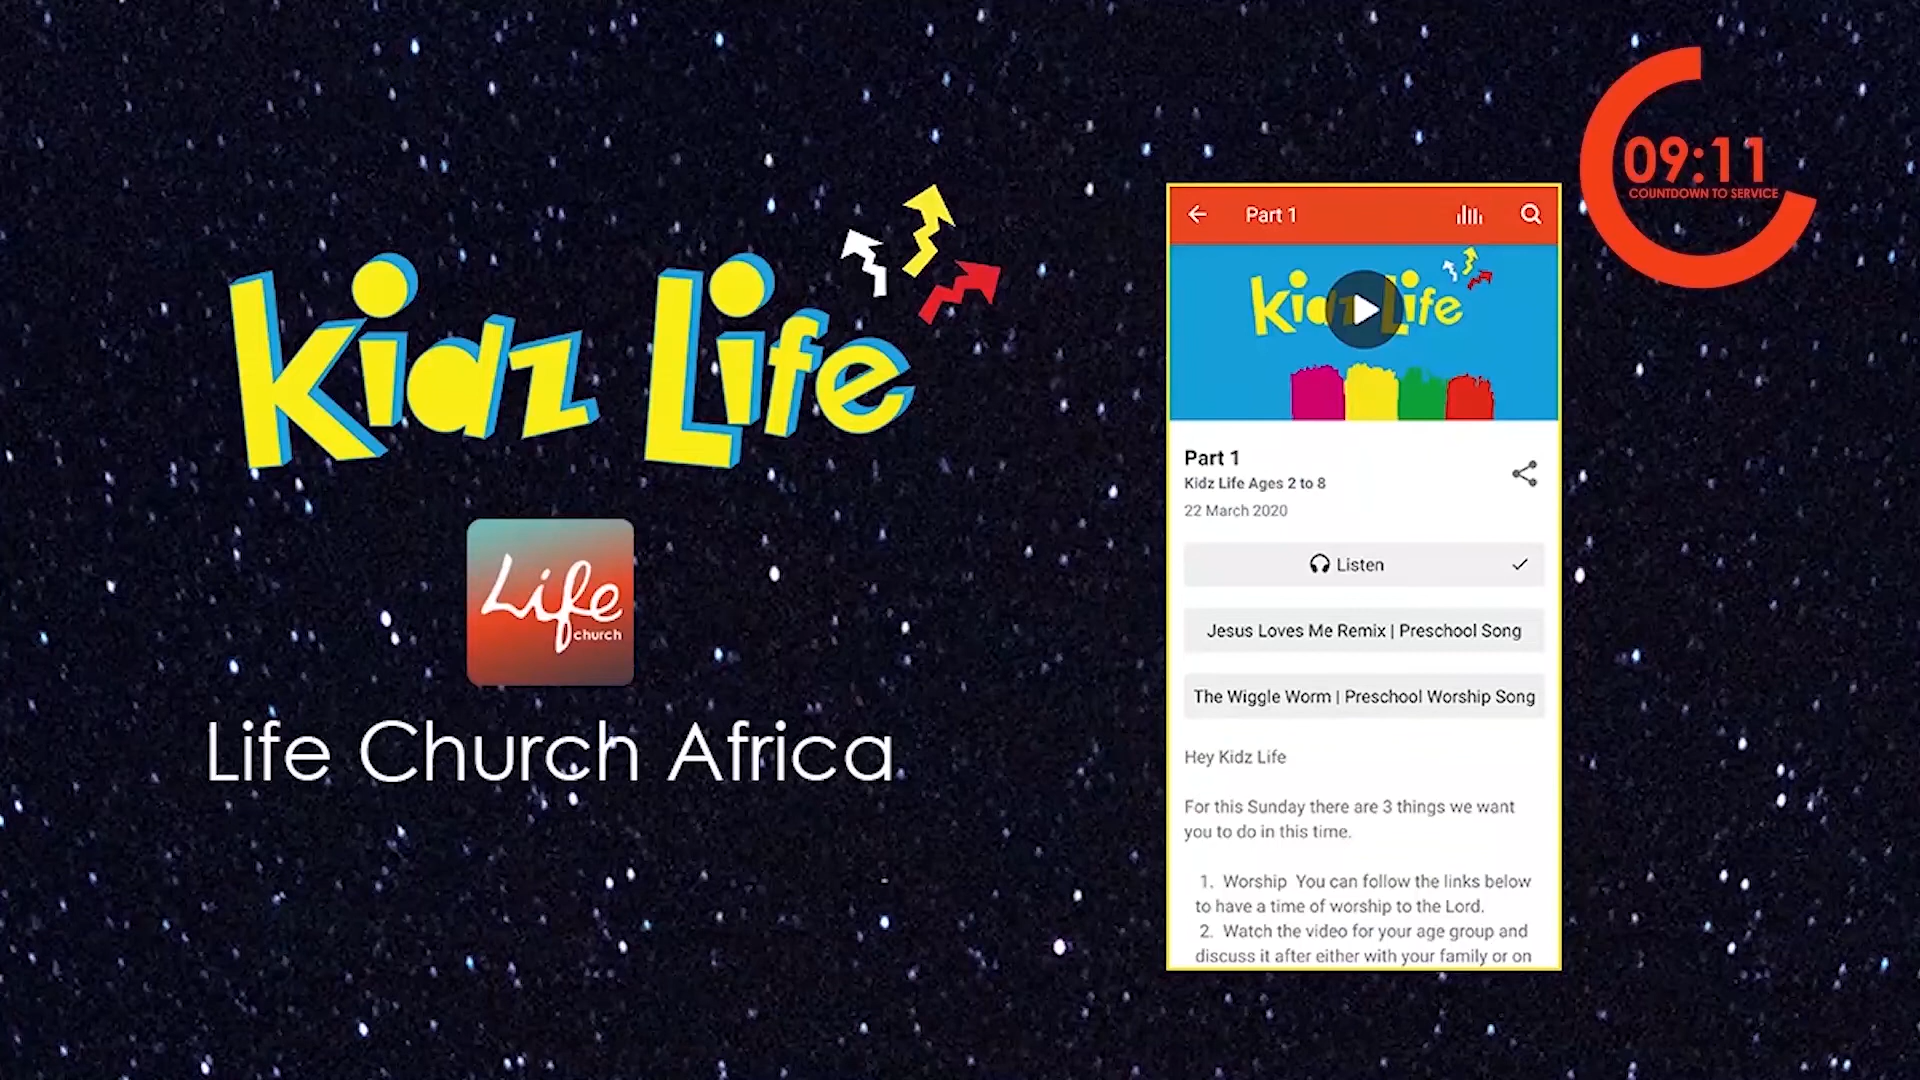 Kidz Life
Life
church
Life Church Africa
09:11
COUNTDOWN TO SERVICE
Part 1
Kidz Life
Part 1
Kidz Life Ages 2 to 8
22 March 2020
Listen
Jesus Loves Me Remix | Preschool Song
The Wiggle Worm | Preschool Worship Song
Hey Kidz Life
For this Sunday there are 3 things we want
you to do in this time.
1. Worship You can follow the links below
to have a time of worship to the Lord.
2. Watch the video for your age group and
discuss it after either with your family or on